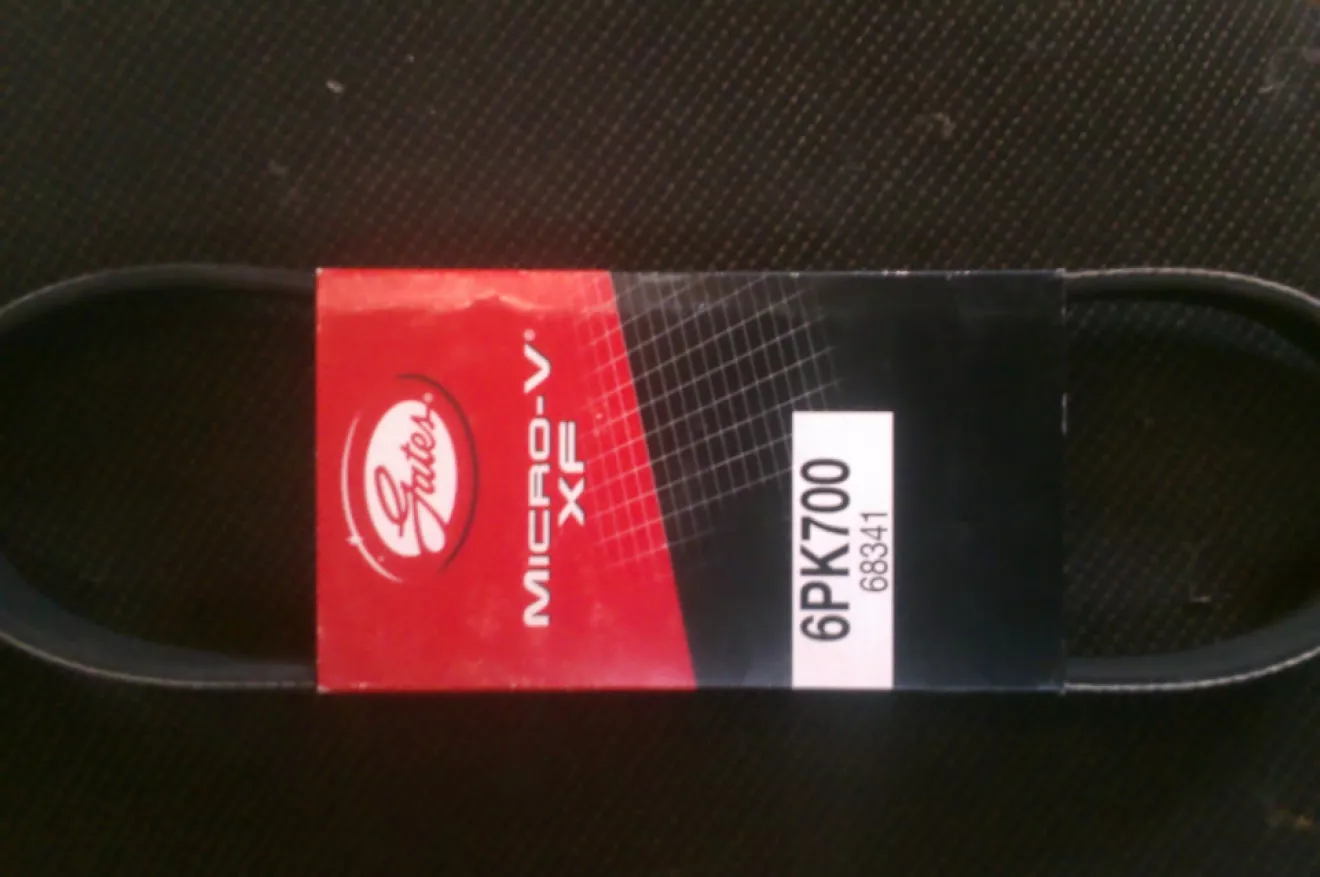 Gates®
MICRO-V®
XF
6PK700
68341